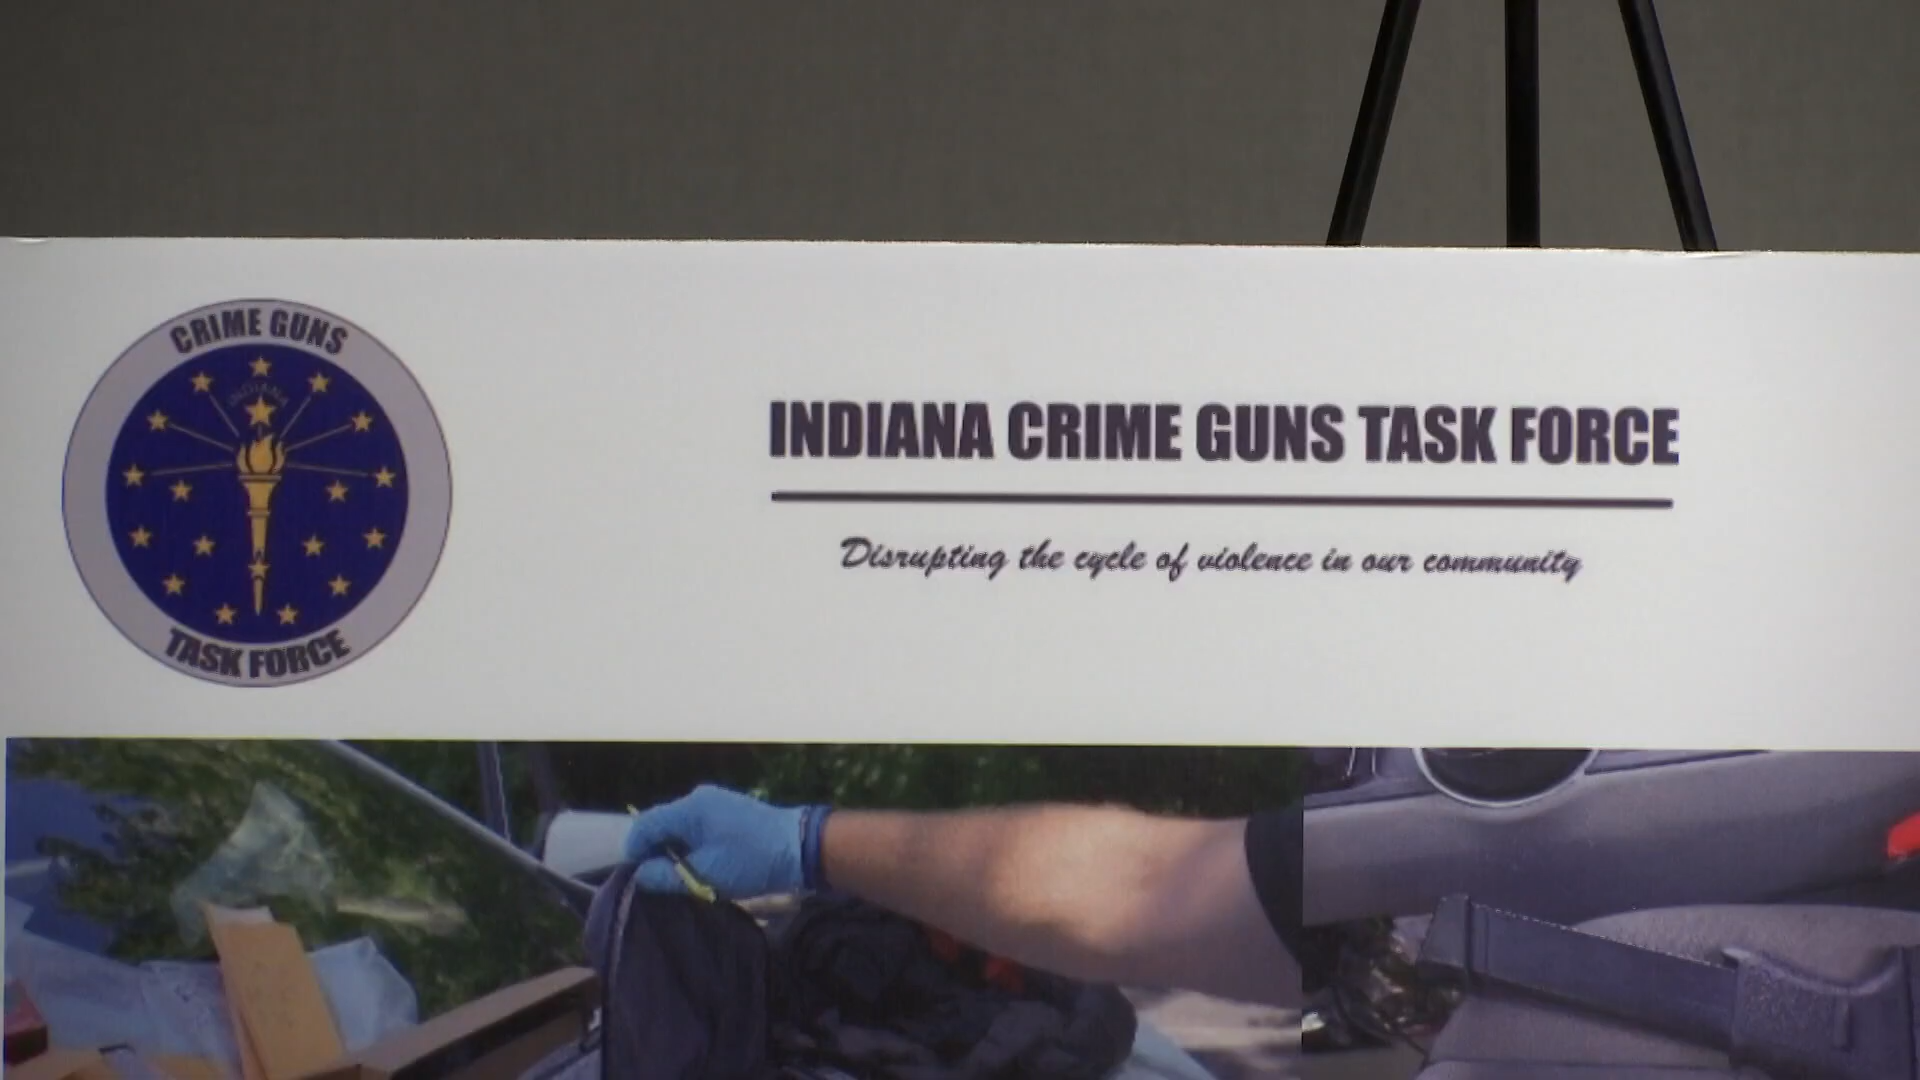 CRIME GUNS
INDIANA
TASK FORCE
INDIANA CRIME GUNS TASK FORCE
Disrupting the cycle of violence in our community